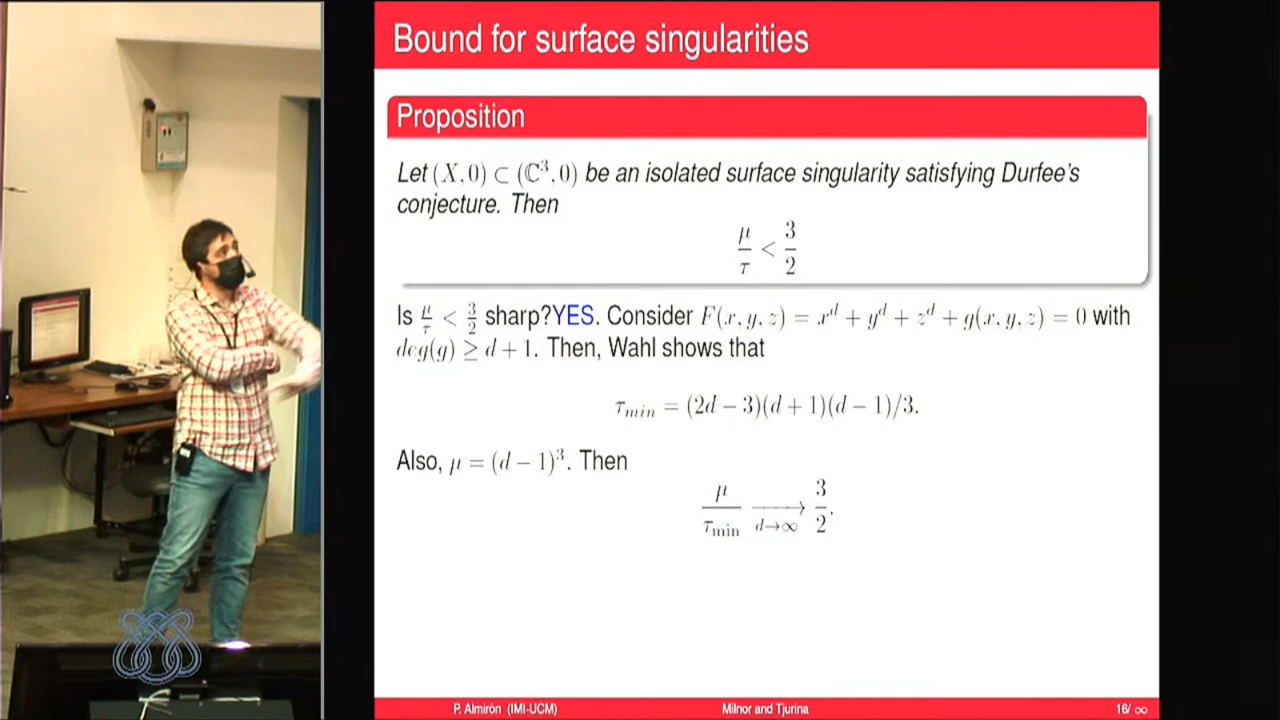 Bound for surface singularities
Proposition
Let (X, 0) ⊂ (ℂ³, 0) be an isolated surface singularity satisfying Durfee's
conjecture. Then
μ/τ < 3/2
Is μ/τ < 3/2 sharp?YES. Consider F(x, y, z) = x^d + y^d + z^d + g(x, y, z) = 0 with
deg(g) ≥ d + 1. Then, Wahl shows that
τ_min = (2d − 3)(d + 1)(d − 1)/3.
Also, μ = (d − 1)³. Then
μ/τ_min ⟶_{d→∞} 3/2.
P. Almirón (IMI-UCM) Milnor and Tjurina 16/ ∞